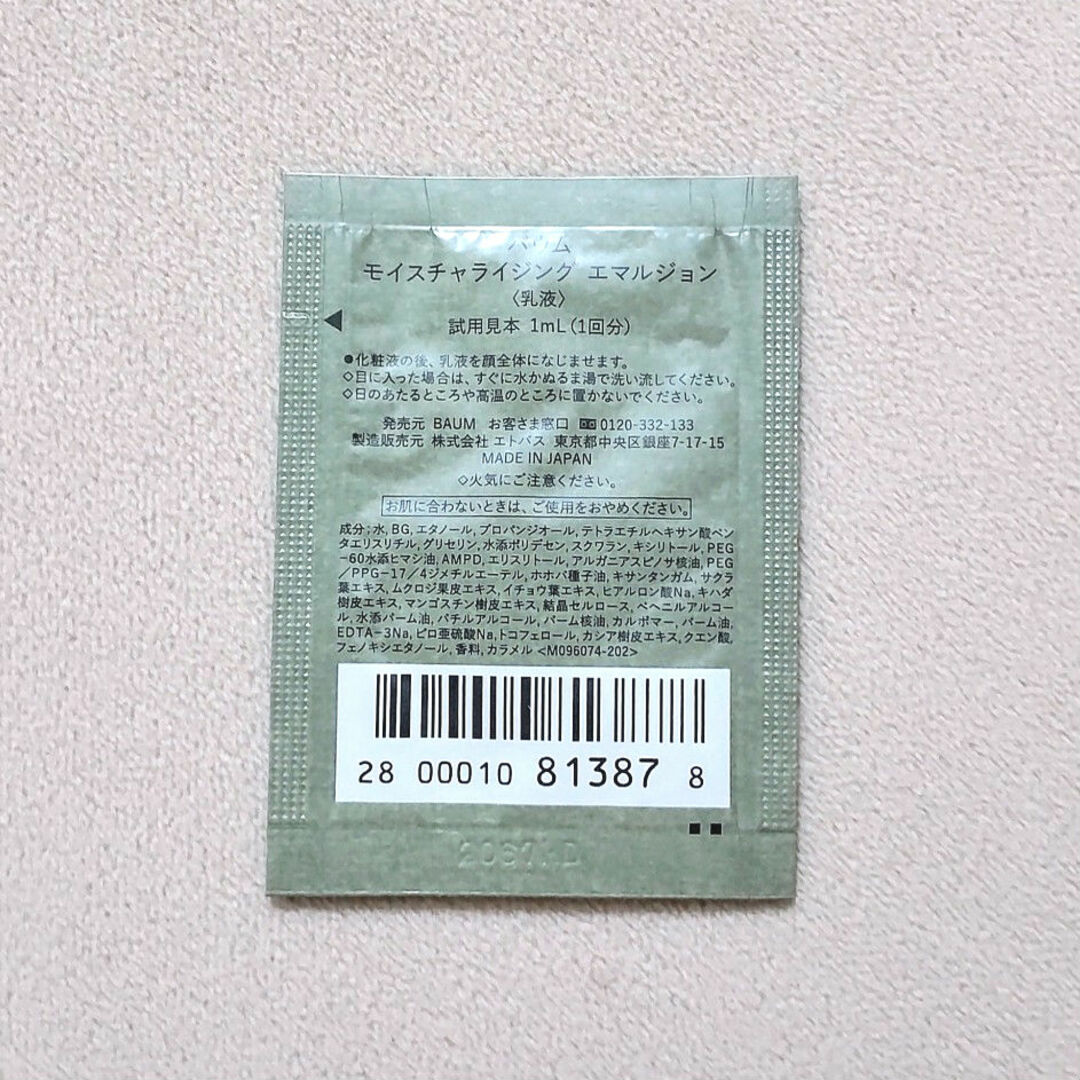 バウム
モイスチャライジング エマルジョン
〈乳液〉
試用見本 1mL(1回分)
●化粧液の後、乳液を顔全体になじませます。
◇目に入った場合は、すぐに水かぬるま湯で洗い流してください。
◇日のあたるところや高温のところに置かないでください。
発売元 BAUM お客さま窓口 0120-332-133
製造販売元 株式会社 エトバス 東京都中央区銀座7-17-15
MADE IN JAPAN
◇火気にご注意ください。
お肌に合わないときは、ご使用をおやめください。
成分：水, BG, エタノール, プロパンジオール, テトラエチルヘキサン酸ペン
タエリスリチル, グリセリン, 水添ポリデセン, スクワラン, キシリトール, PEG
-60水添ヒマシ油, AMPD, エリスリトール, アルガニアスピノサ核油, PEG
/PPG-17/4ジメチルエーテル, ホホバ種子油, キサンタンガム, サクラ
葉エキス, ムクロジ果皮エキス, イチョウ葉エキス, ヒアルロン酸Na, キハダ
樹皮エキス, マンゴスチン樹皮エキス, 結晶セルロース, ベヘニルアルコー
ル, 水添パーム油, バチルアルコール, パーム核油, カルボマー, パーム油,
EDTA-3Na, ピロ亜硫酸Na, トコフェロール, カシア樹皮エキス, クエン酸,
フェノキシエタノール, 香料, カラメル <M096074-202>
28 00010 81387 8